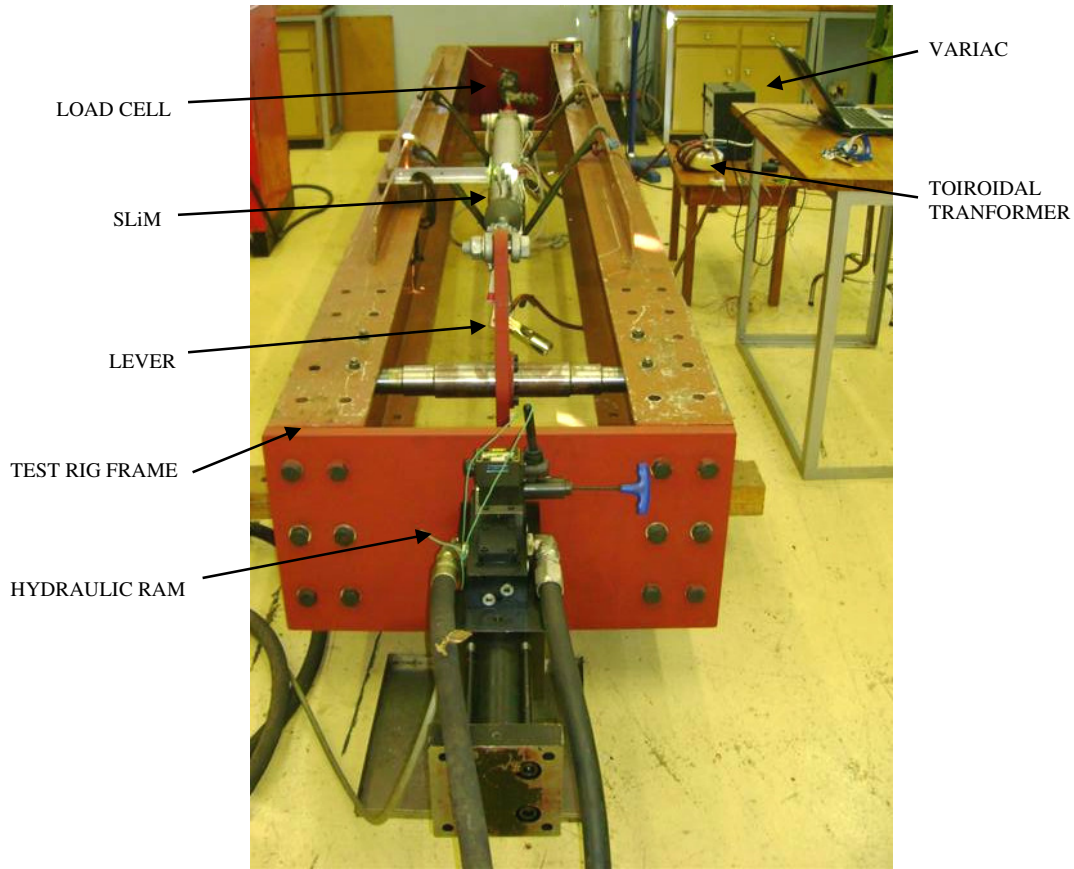 VARIAC
LOAD CELL
TOIROIDAL
TRANFORMER
SLiM
LEVER
TEST RIG FRAME
HYDRAULIC RAM